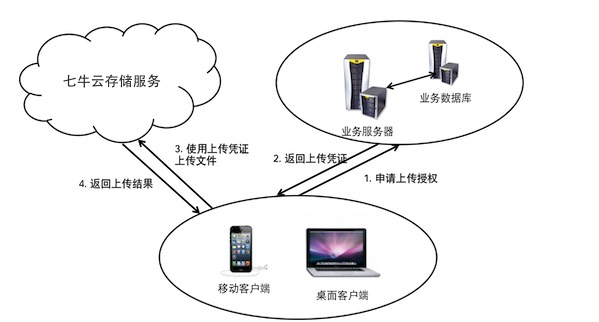 七牛云存储服务
业务数据库
业务服务器
3. 使用上传凭证
上传文件
2. 返回上传凭证
4. 返回上传结果
1. 申请上传授权
移动客户端
桌面客户端